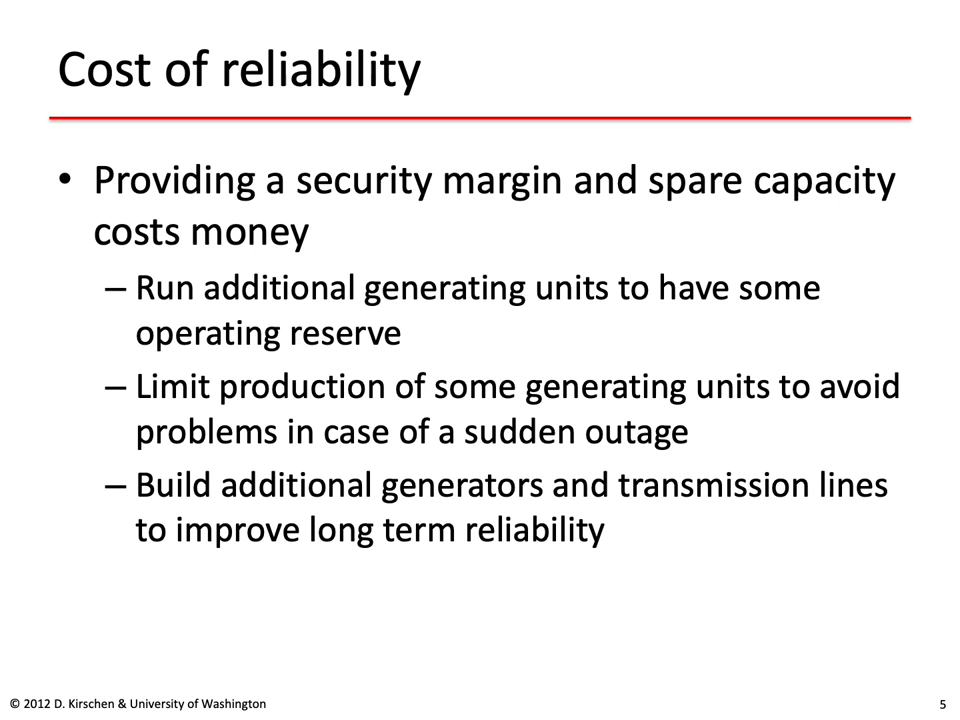 Cost of reliability
• Providing a security margin and spare capacity
costs money
– Run additional generating units to have some
operating reserve
– Limit production of some generating units to avoid
problems in case of a sudden outage
– Build additional generators and transmission lines
to improve long term reliability
© 2012 D. Kirschen & University of Washington
5